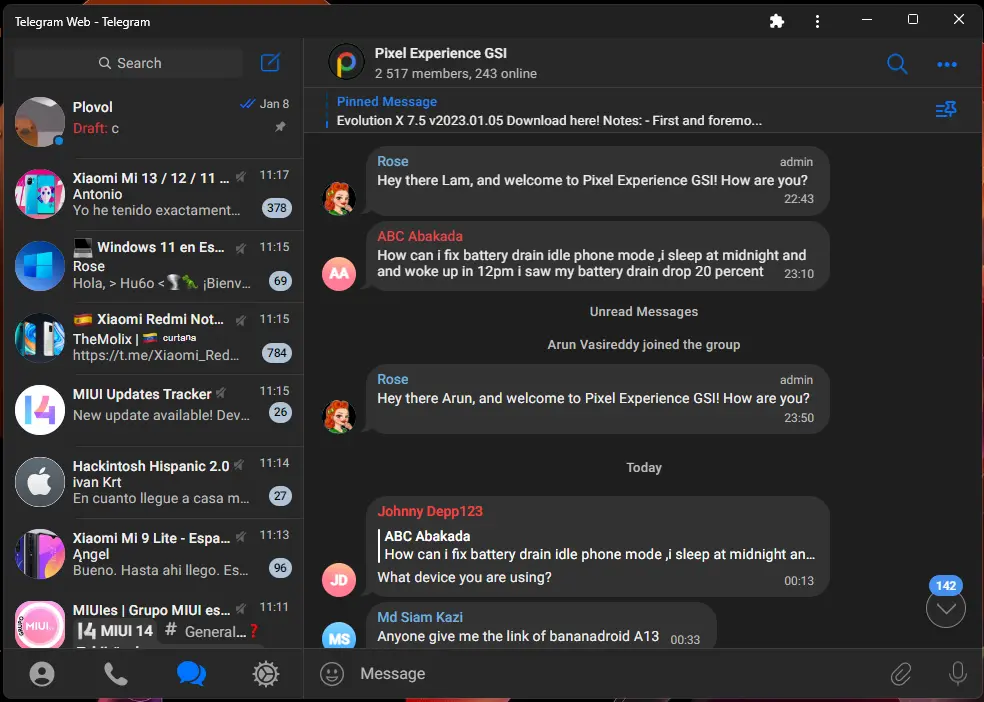 Telegram Web - Telegram
Search
Plovol
Jan 8
Draft: c
Xiaomi Mi 13 / 12 / 11 ...
11:17
Antonio
Yo he tenido exactament...
378
Windows 11 en Es...
11:15
Rose
Hola, > Hu6o < ¡Bienv...
69
Xiaomi Redmi Not...
11:15
TheMolix | curtaña
https://t.me/Xiaomi_Red...
784
MIUI Updates Tracker
11:15
New update available! Dev...
26
Hackintosh Hispanic 2.0
11:14
ivan Krt
En cuanto llegue a casa m...
27
Xiaomi Mi 9 Lite - Espa...
11:13
Ąngel
Bueno. Hasta ahi llego. Es...
96
GRUPO
MIUI
MIUIes | Grupo MIUI es...
11:11
14 MIUI 14 # General...?
Pixel Experience GSI
2 517 members, 243 online
Pinned Message
Evolution X 7.5 v2023.01.05 Download here! Notes: - First and foremo...
Rose
admin
Hey there Lam, and welcome to Pixel Experience GSI! How are you?
22:43
ABC Abakada
How can i fix battery drain idle phone mode ,i sleep at midnight and
and woke up in 12pm i saw my battery drain drop 20 percent
23:10
AA
Unread Messages
Arun Vasireddy joined the group
Rose
admin
Hey there Arun, and welcome to Pixel Experience GSI! How are you?
23:50
Today
Johnny Depp123
ABC Abakada
How can i fix battery drain idle phone mode ,i sleep at midnight an...
What device you are using?
00:13
JD
Md Siam Kazi
Anyone give me the link of bananadroid A13
00:33
MS
142
Message